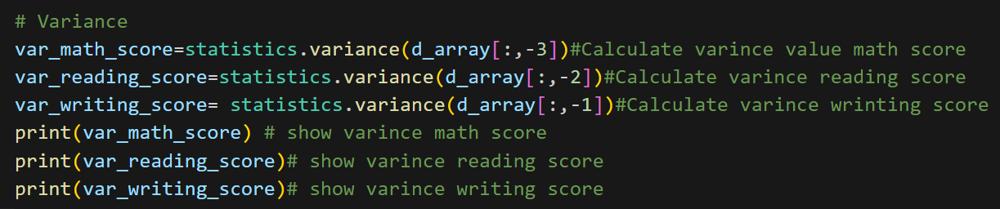 # Variance
var_math_score=statistics.variance(d_array[:,-3])#Calculate varince value math score
var_reading_score=statistics.variance(d_array[:,-2])#Calculate varince reading score
var_writing_score= statistics.variance(d_array[:,-1])#Calculate varince wrinting score
print(var_math_score) # show varince math score
print(var_reading_score)# show varince reading score
print(var_writing_score)# show varince writing score